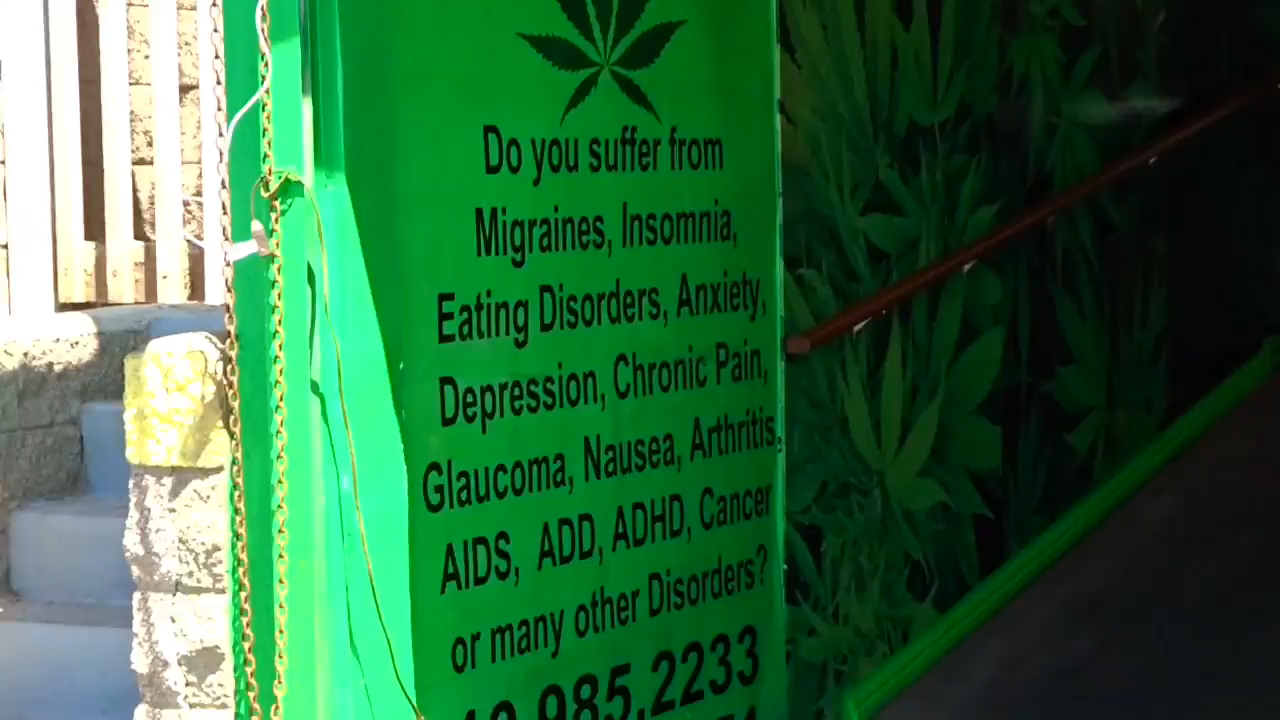 Do you suffer from
Migraines, Insomnia,
Eating Disorders, Anxiety,
Depression, Chronic Pain,
Glaucoma, Nausea, Arthritis,
AIDS, ADD, ADHD, Cancer
or many other Disorders?
985.2233